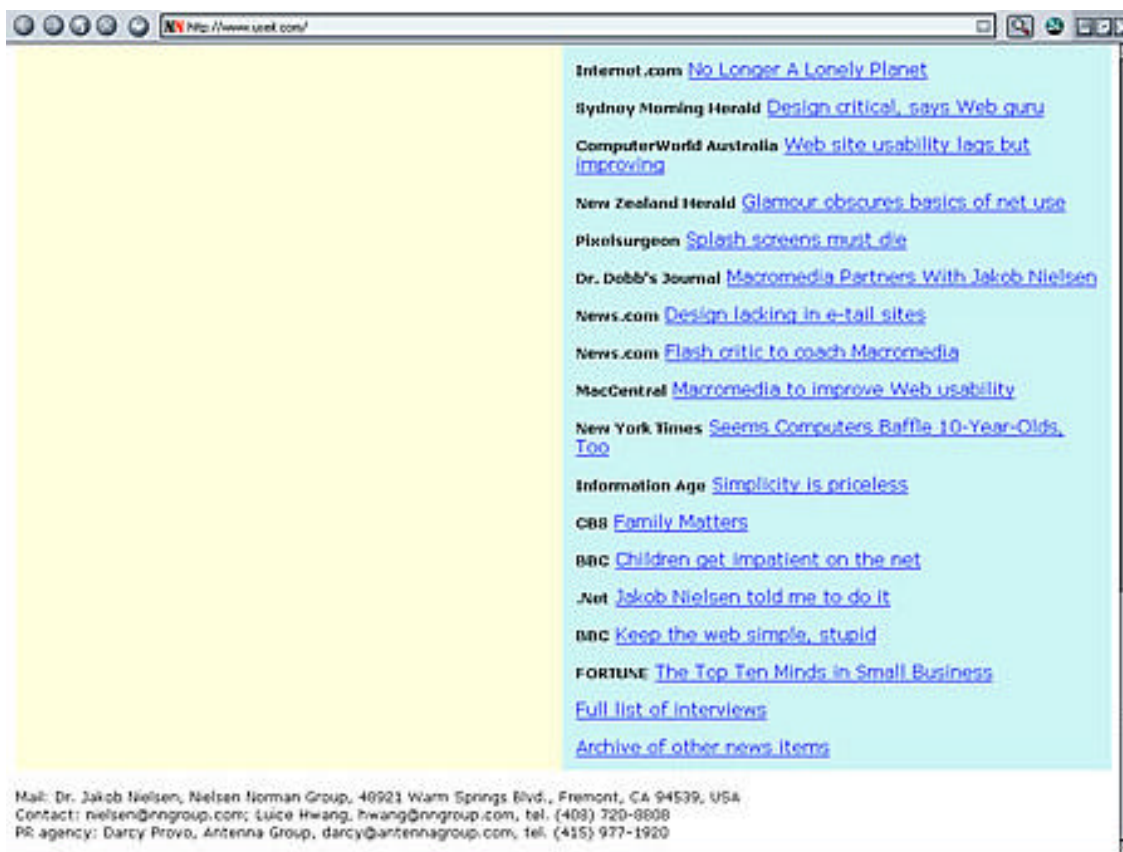 http://www.useit.com/
Internet.com No Longer A Lonely Planet
Sydney Morning Herald Design critical, says Web guru
ComputerWorld Australia Web site usability lags but
improving
New Zealand Herald Glamour obscures basics of net use
Pixelsurgeon Splash screens must die
Dr. Dobb's Journal Macromedia Partners With Jakob Nielsen
News.com Design lacking in e-tail sites
News.com Flash critic to coach Macromedia
MacCentral Macromedia to improve Web usability
New York Times Seems Computers Baffle 10-Year-Olds,
Too
Information Age Simplicity is priceless
CBS Family Matters
BBC Children get impatient on the net
.Net Jakob Nielsen told me to do it
BBC Keep the web simple, stupid
FORTUNE The Top Ten Minds in Small Business
Full list of interviews
Archive of other news items
Mail: Dr. Jakob Nielsen, Nielsen Norman Group, 48921 Warm Springs Blvd., Fremont, CA 94539, USA
Contact: nielsen@nngroup.com; Luice Hwang, hwang@nngroup.com, tel. (408) 720-8808
PR agency: Darcy Provo, Antenna Group, darcy@antennagroup.com, tel. (415) 977-1920